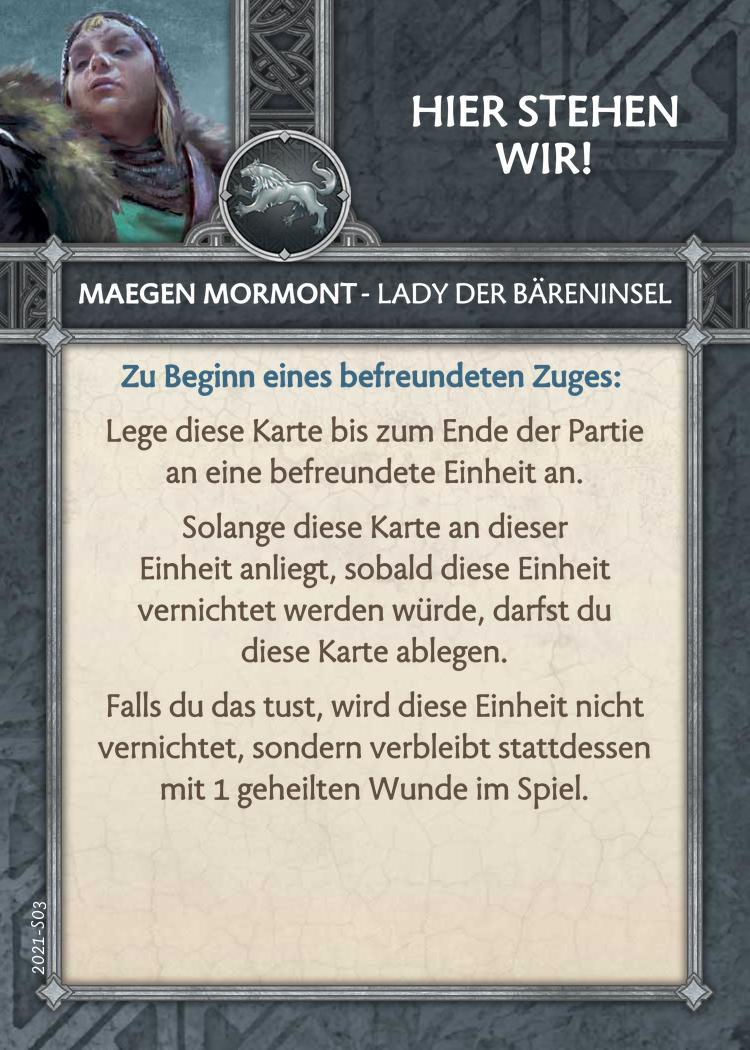 HIER STEHEN
WIR!
MAEGEN MORMONT - LADY DER BÄRENINSEL
Zu Beginn eines befreundeten Zuges:
Lege diese Karte bis zum Ende der Partie
an eine befreundete Einheit an.
Solange diese Karte an dieser
Einheit anliegt, sobald diese Einheit
vernichtet werden würde, darfst du
diese Karte ablegen.
Falls du das tust, wird diese Einheit nicht
vernichtet, sondern verbleibt stattdessen
mit 1 geheilten Wunde im Spiel.
2021-S03